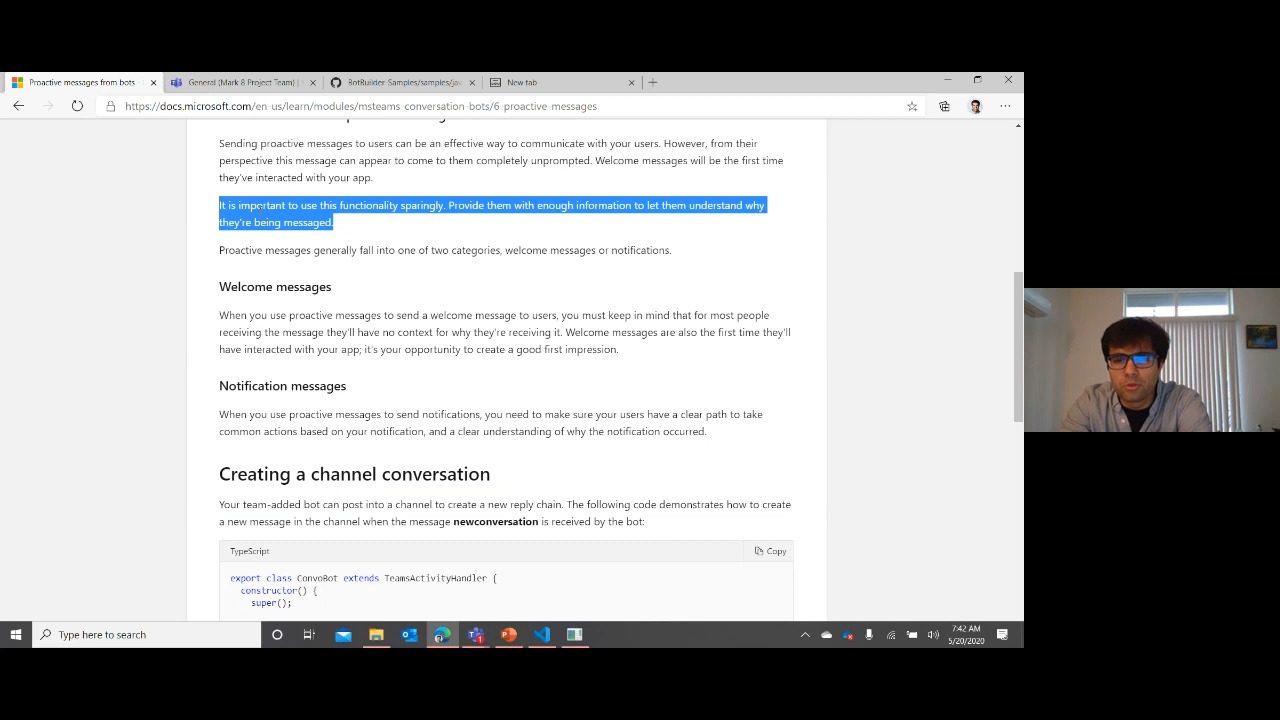 Proactive messages from bots
General (Mark 8 Project Team) |
BotBuilder-Samples/samples/jav
New tab
https://docs.microsoft.com/en-us/learn/modules/msteams-conversation-bots/6-proactive-messages
Sending proactive messages to users can be an effective way to communicate with your users. However, from their
perspective this message can appear to come to them completely unprompted. Welcome messages will be the first time
they've interacted with your app.
It is important to use this functionality sparingly. Provide them with enough information to let them understand why
they're being messaged.
Proactive messages generally fall into one of two categories, welcome messages or notifications.
Welcome messages
When you use proactive messages to send a welcome message to users, you must keep in mind that for most people
receiving the message they'll have no context for why they're receiving it. Welcome messages are also the first time they'll
have interacted with your app; it's your opportunity to create a good first impression.
Notification messages
When you use proactive messages to send notifications, you need to make sure your users have a clear path to take
common actions based on your notification, and a clear understanding of why the notification occurred.
Creating a channel conversation
Your team-added bot can post into a channel to create a new reply chain. The following code demonstrates how to create
a new message in the channel when the message newconversation is received by the bot:
TypeScript
Copy
export class ConvoBot extends TeamsActivityHandler {
constructor() {
super();
Type here to search
7:42 AM
5/20/2020